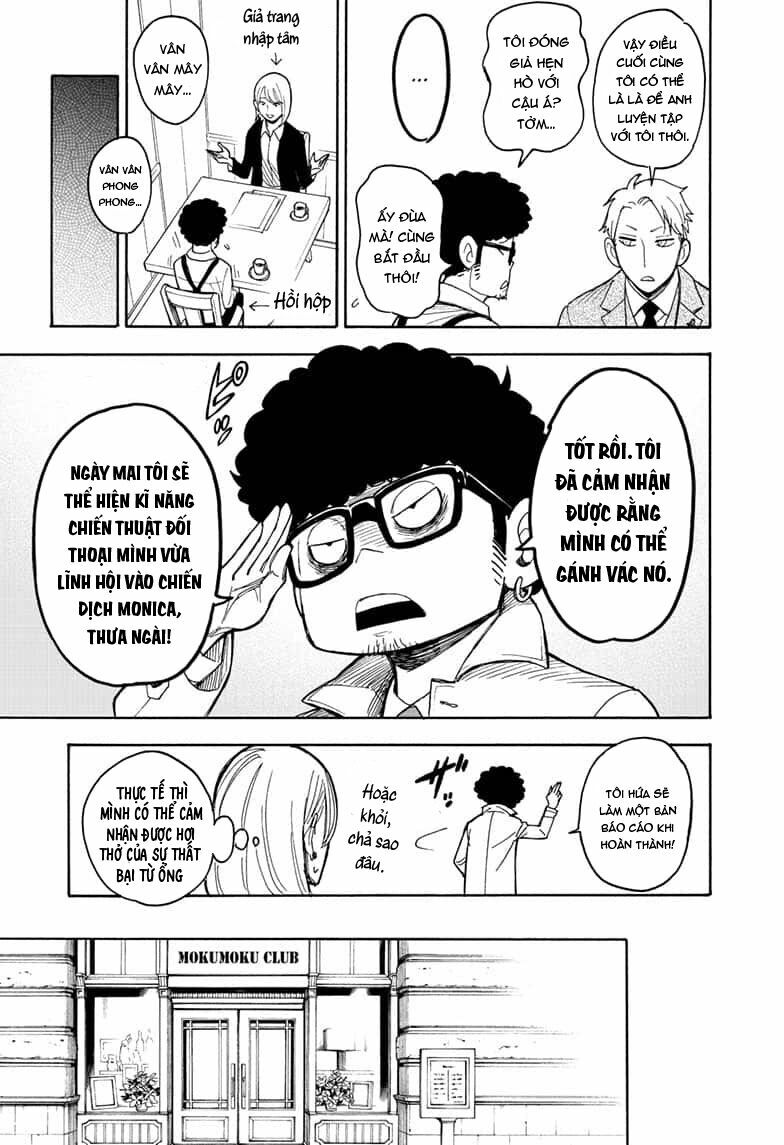 VẬY ĐIỀU
CUỐI CÙNG
TÔI CÓ THỂ
LÀ LÀ ĐỂ ANH
LUYỆN TẬP
VỚI TÔI THÔI.
TÔI ĐÓNG
GIẢ HẸN
HÒ VỚI
CẬU Á?
TỞM...
...
ẤY ĐÙA
MÀ! CÙNG
BẮT ĐẦU
THÔI!
Giả trang
nhập tâm
VÂN
VÂN MÂY
MÂY...
VÂN VÂN
PHONG
PHONG...
Hồi hộp
TỐT RỒI. TÔI
ĐÃ CẢM NHẬN
ĐƯỢC RẰNG
MÌNH CÓ THỂ
GÁNH VÁC NÓ.
ピシッ
NGÀY MAI TÔI SẼ
THỂ HIỆN KĨ NĂNG
CHIẾN THUẬT ĐỐI
THOẠI MÌNH VỪA
LĨNH HỘI VÀO CHIẾN
DỊCH MONICA,
THƯA NGÀI!
TÔI HỨA SẼ
LÀM MỘT BẢN
BÁO CÁO KHI
HOÀN THÀNH!
Hoặc
khỏi,
chả sao
đâu.
THỰC TẾ THÌ
MÌNH CÓ THỂ CẢM
NHẬN ĐƯỢC HƠI
THỞ CỦA SỰ THẤT
BẠI TỪ ỔNG
MOKUMOKU CLUB